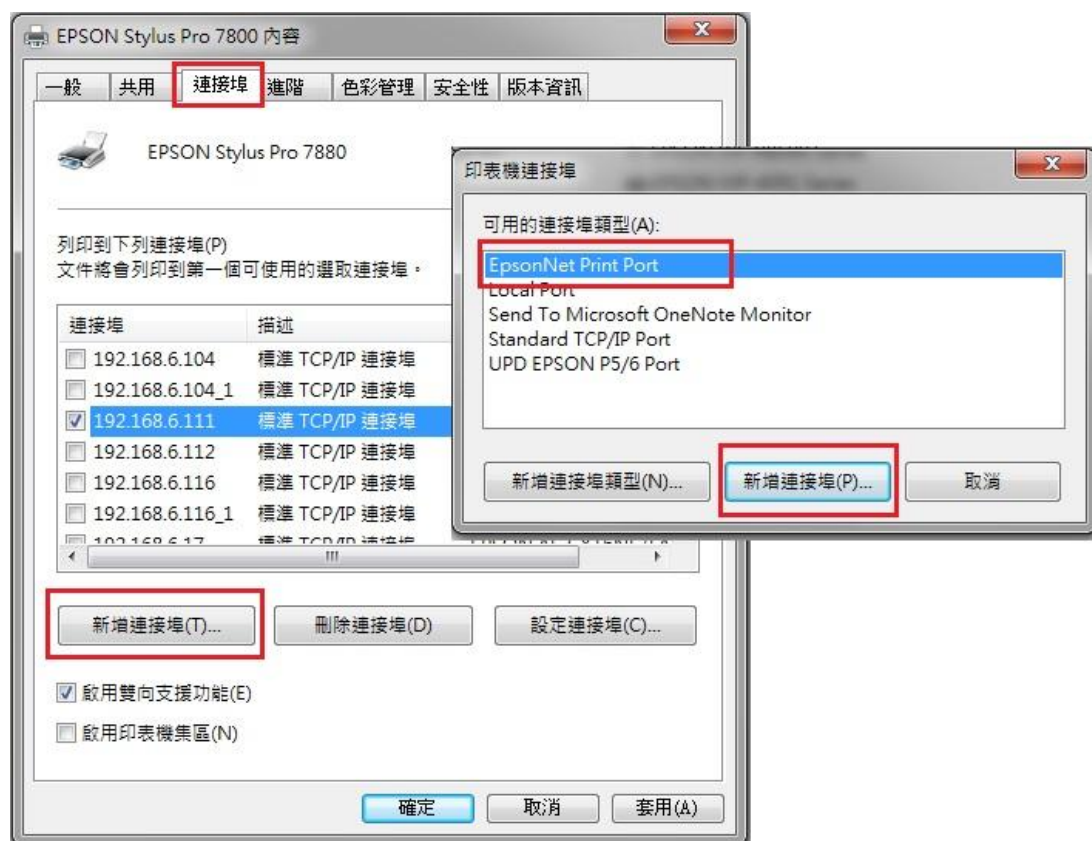 EPSON Stylus Pro 7800 內容
一般 共用 連接埠 進階 色彩管理 安全性 版本資訊
EPSON Stylus Pro 7880
列印到下列連接埠(P)
文件將會列印到第一個可使用的選取連接埠。
連接埠 描述
192.168.6.104 標準 TCP/IP 連接埠
192.168.6.104_1 標準 TCP/IP 連接埠
192.168.6.111 標準 TCP/IP 連接埠
192.168.6.112 標準 TCP/IP 連接埠
192.168.6.116 標準 TCP/IP 連接埠
192.168.6.116_1 標準 TCP/IP 連接埠
192.168.6.17 標準 TCP/IP 連接埠
新增連接埠(T)... 刪除連接埠(D) 設定連接埠(C)...
啟用雙向支援功能(E)
啟用印表機集區(N)
確定 取消 套用(A)
印表機連接埠
可用的連接埠類型(A):
EpsonNet Print Port
Local Port
Send To Microsoft OneNote Monitor
Standard TCP/IP Port
UPD EPSON P5/6 Port
新增連接埠類型(N)... 新增連接埠(P)... 取消